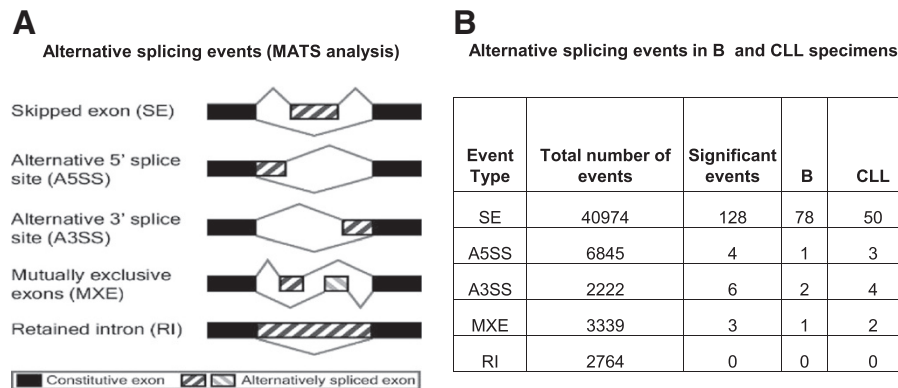 A
Alternative splicing events (MATS analysis)
Skipped exon (SE)
Alternative 5' splice
site (A5SS)
Alternative 3' splice
site (A3SS)
Mutually exclusive
exons (MXE)
Retained intron (RI)
Constitutive exon Alternatively spliced exon
B
Alternative splicing events in B and CLL specimens
Event Type Total number of events Significant events B CLL
SE 40974 128 78 50
A5SS 6845 4 1 3
A3SS 2222 6 2 4
MXE 3339 3 1 2
RI 2764 0 0 0